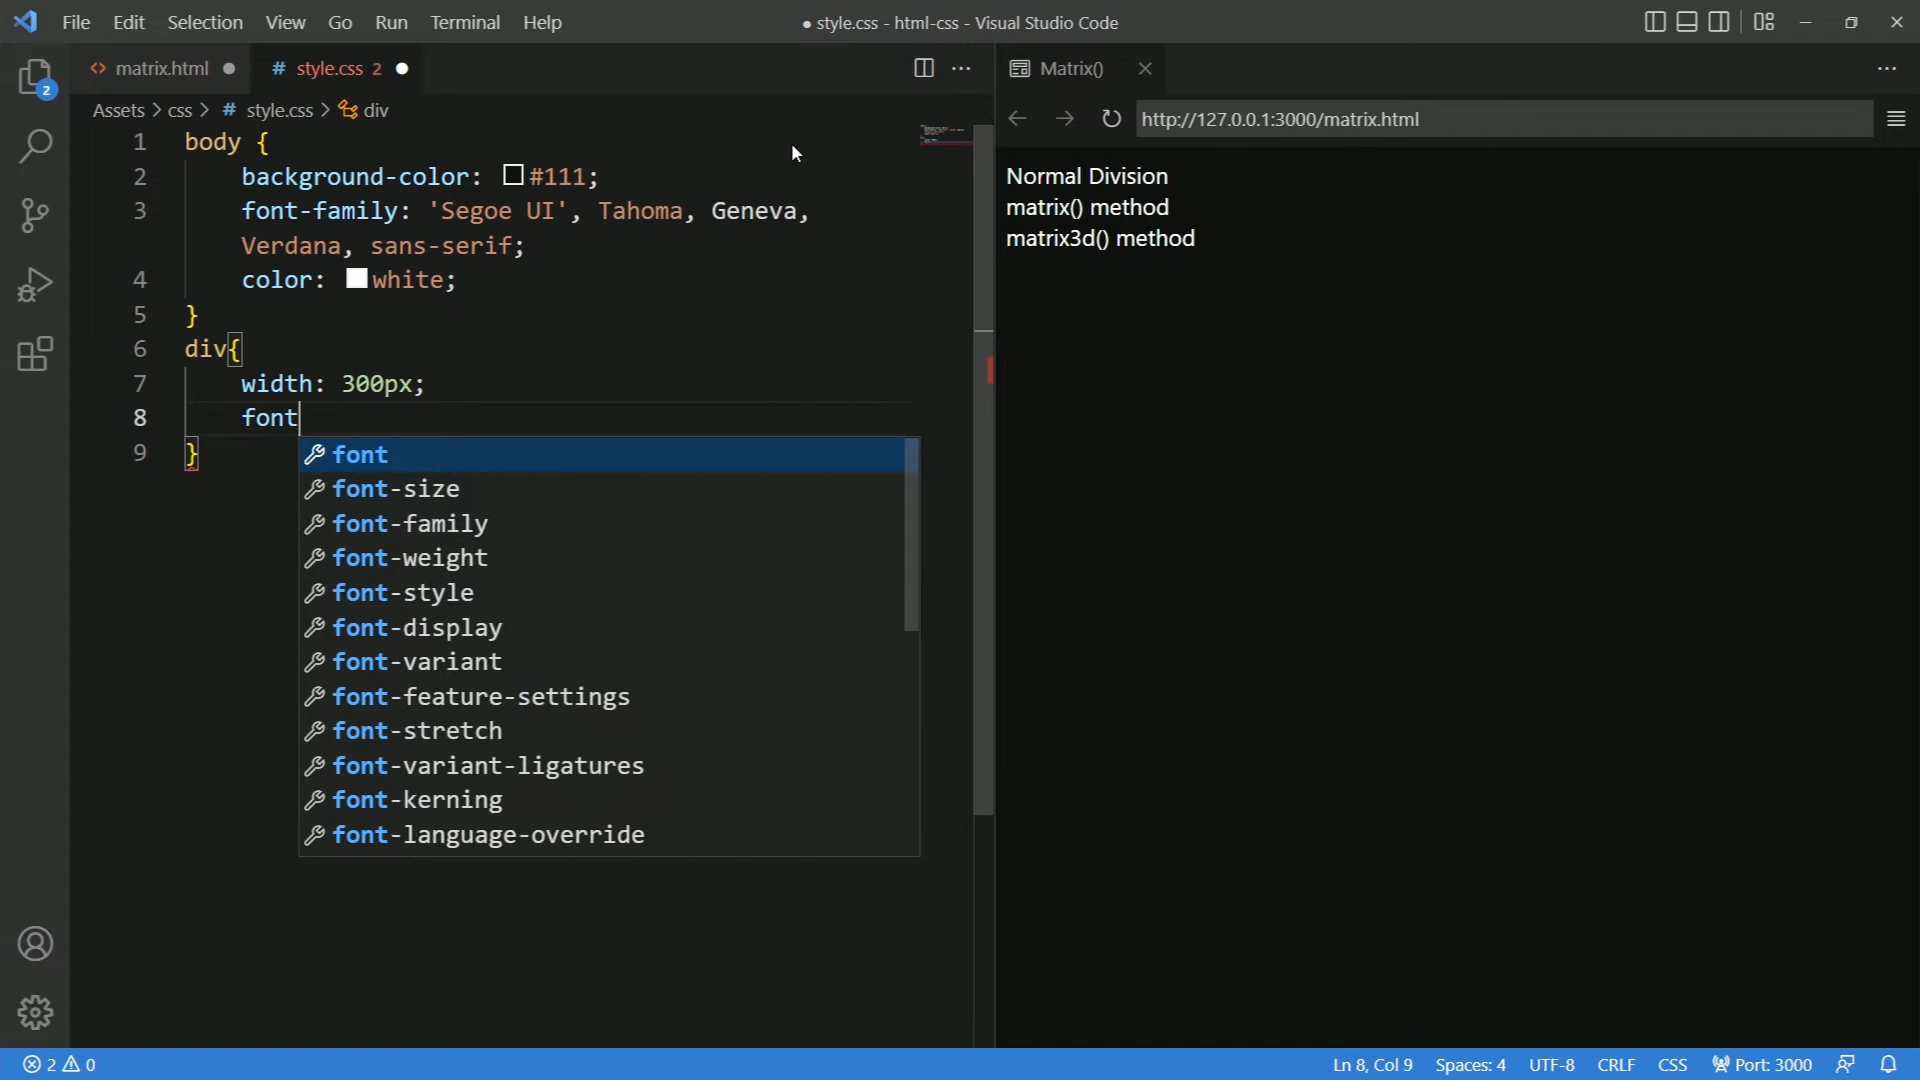 File Edit Selection View Go Run Terminal Help
● style.css - html-css - Visual Studio Code
matrix.html
# style.css 2
Matrix()
Assets > css > # style.css > div
http://127.0.0.1:3000/matrix.html
1 body {
2 background-color: #111;
3 font-family: 'Segoe UI', Tahoma, Geneva,
Verdana, sans-serif;
4 color: white;
5 }
6 div{
7 width: 300px;
8 font
9 }
font
font-size
font-family
font-weight
font-style
font-display
font-variant
font-feature-settings
font-stretch
font-variant-ligatures
font-kerning
font-language-override
Normal Division
matrix() method
matrix3d() method
2
2 0
Ln 8, Col 9 Spaces: 4 UTF-8 CRLF CSS Port: 3000